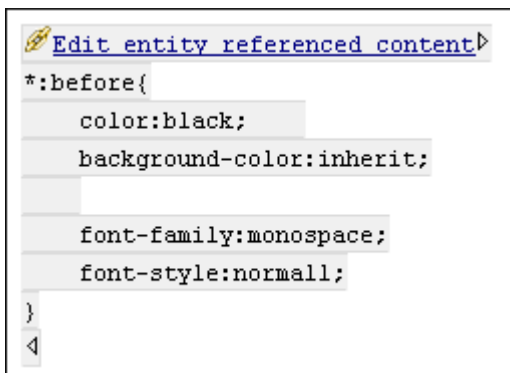 Edit entity referenced content
*:before{
    color:black;
    background-color:inherit;
    font-family:monospace;
    font-style:normall;
}